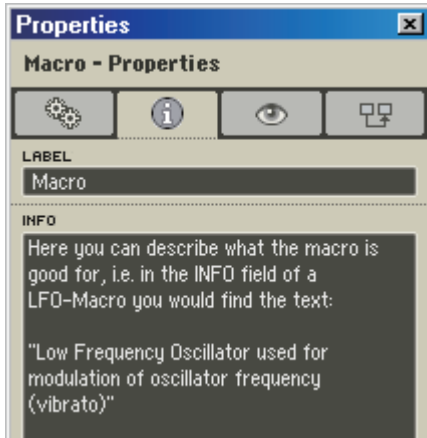 Properties
Macro - Properties
LABEL
Macro
INFO
Here you can describe what the macro is
good for, i.e. in the INFO field of a
LFO-Macro you would find the text:
"Low Frequency Oscillator used for
modulation of oscillator frequency
(vibrato)"